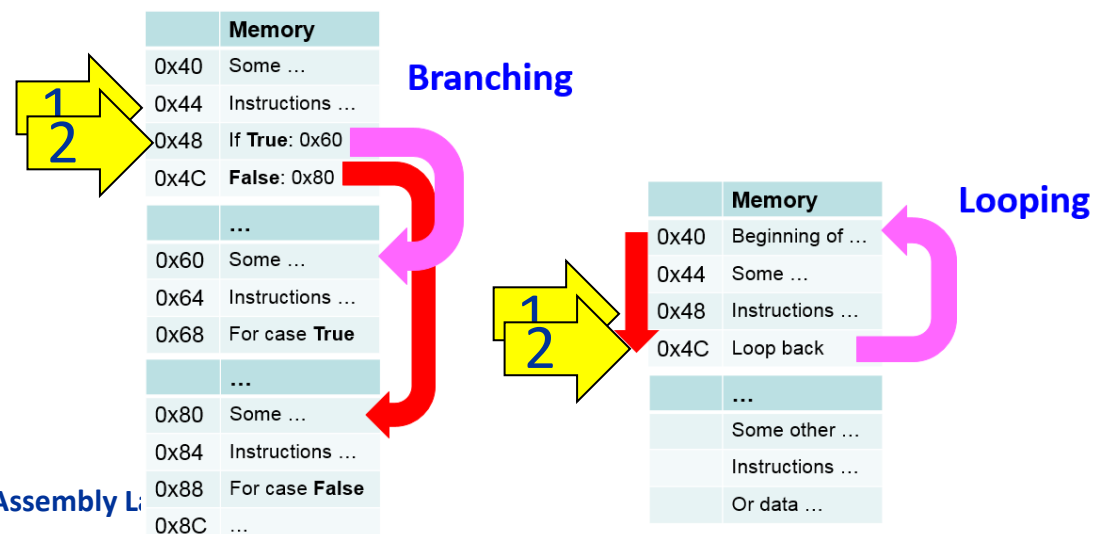 Memory
0x40 Some …
0x44 Instructions …
0x48 If True: 0x60
0x4C False: 0x80
…
0x60 Some …
0x64 Instructions …
0x68 For case True
…
0x80 Some …
0x84 Instructions …
0x88 For case False
0x8C …
1
2
Branching
Assembly
Memory
0x40 Beginning of …
0x44 Some …
0x48 Instructions …
0x4C Loop back
…
Some other …
Instructions …
Or data …
1
2
Looping